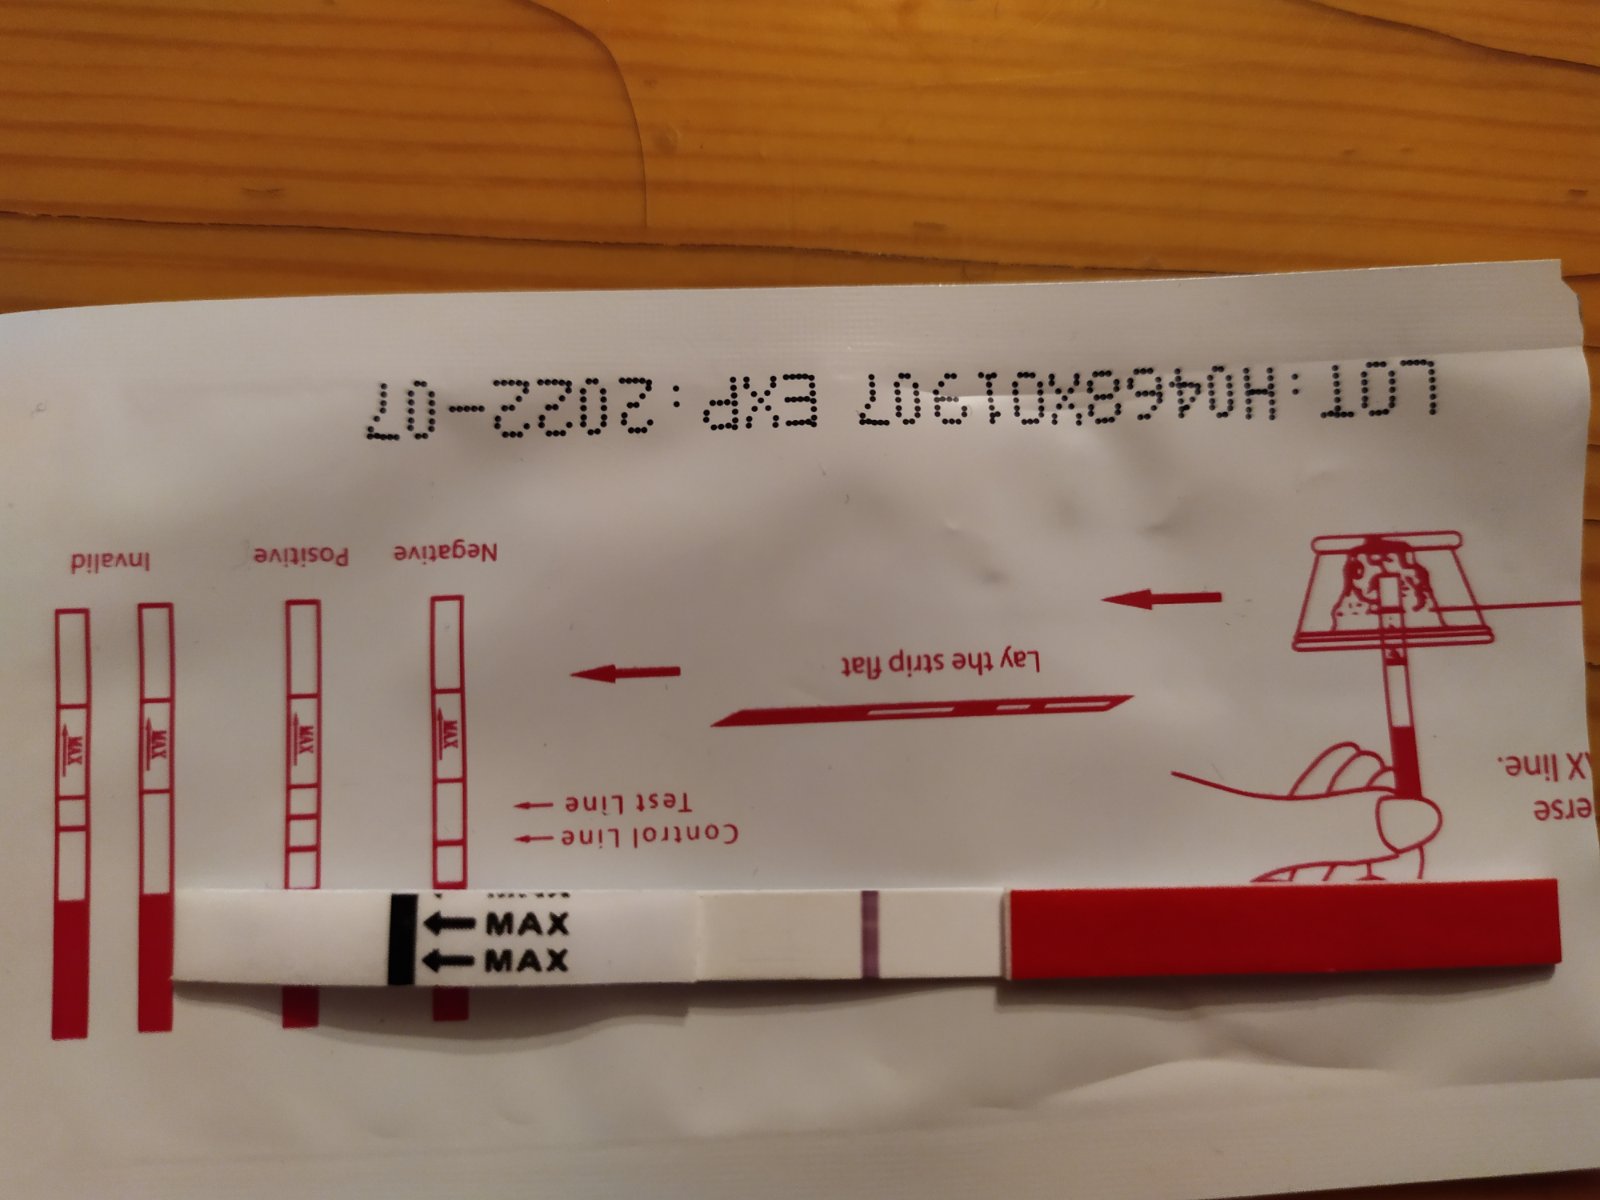 MAX
MAX
Control Line
Test Line
erse
X line.
MAX
MAX
MAX
MAX
Lay the strip flat
Negative
Positive
Invalid
LOT:H0468X01907 EXP:2022-07